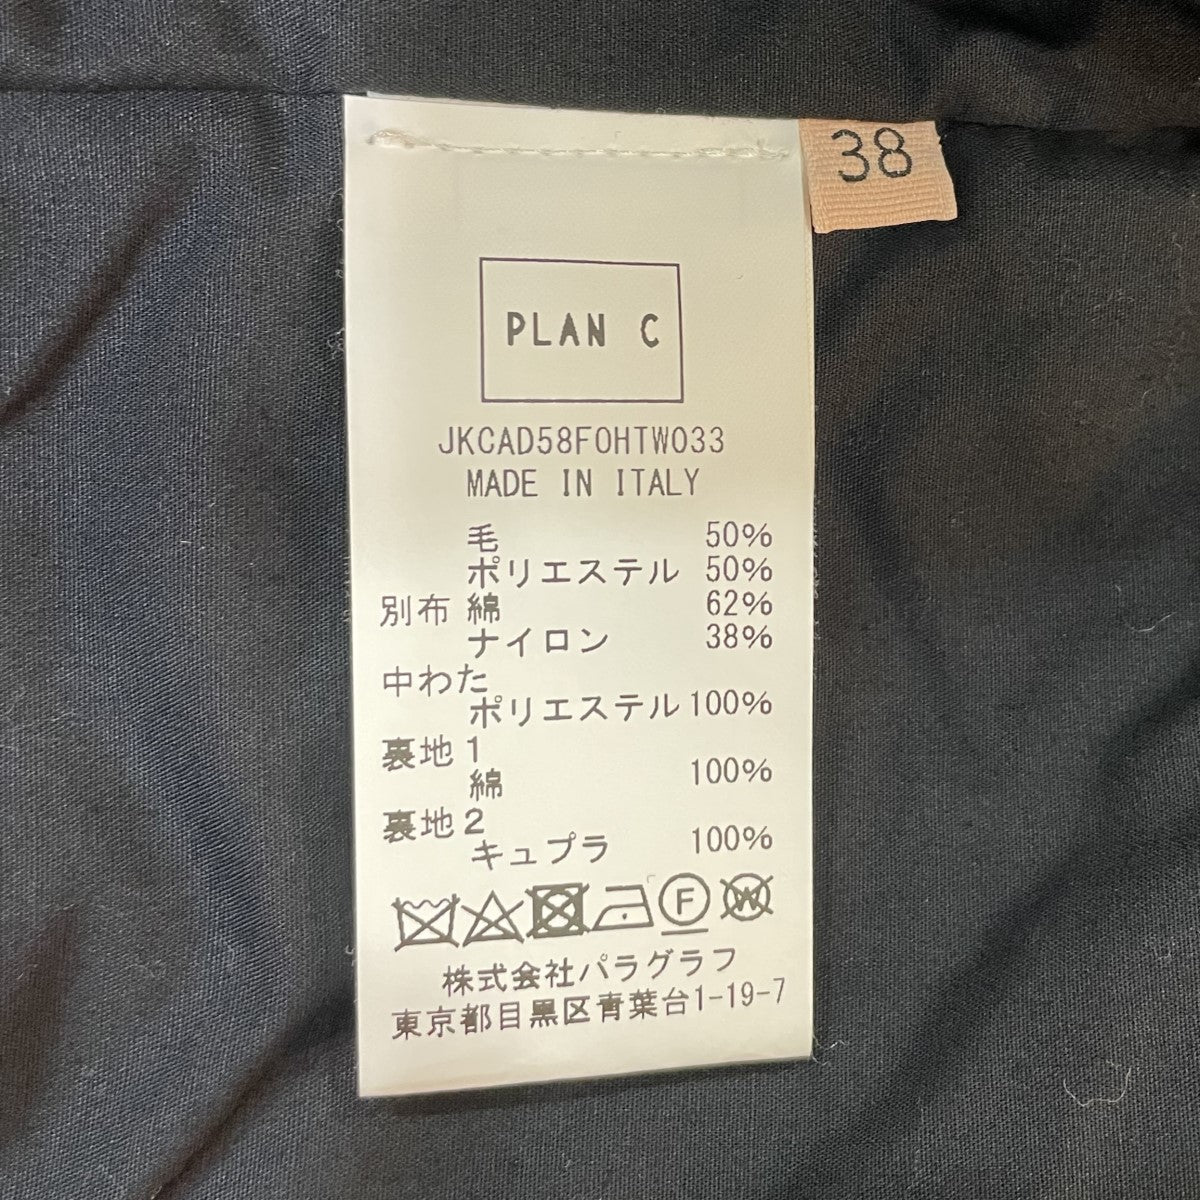 38
PLAN C
JKCAD58F0HTW033
MADE IN ITALY
毛 50%
ポリエステル 50%
別布 綿 62%
ナイロン 38%
中わた
ポリエステル 100%
裏地1
綿 100%
裏地2
キュプラ 100%
F W
株式会社パラグラフ
東京都目黒区青葉台1-19-7